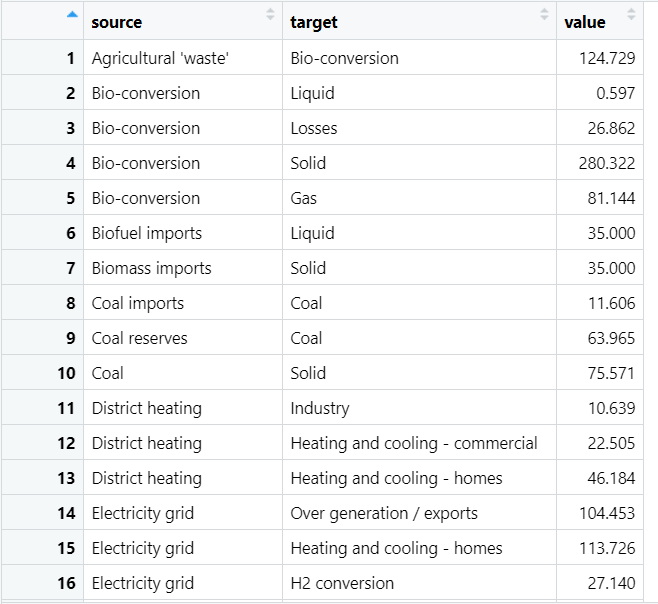 source target value
1 Agricultural 'waste' Bio-conversion 124.729
2 Bio-conversion Liquid 0.597
3 Bio-conversion Losses 26.862
4 Bio-conversion Solid 280.322
5 Bio-conversion Gas 81.144
6 Biofuel imports Liquid 35.000
7 Biomass imports Solid 35.000
8 Coal imports Coal 11.606
9 Coal reserves Coal 63.965
10 Coal Solid 75.571
11 District heating Industry 10.639
12 District heating Heating and cooling - commercial 22.505
13 District heating Heating and cooling - homes 46.184
14 Electricity grid Over generation / exports 104.453
15 Electricity grid Heating and cooling - homes 113.726
16 Electricity grid H2 conversion 27.140